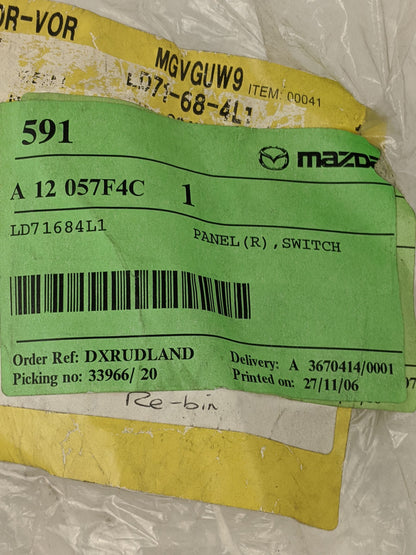 OR-VOR
MGVGUW9 ITEM: 00041
LD71-68-4L1
591
mazda
A 12 057F4C 1
LD71684L1 PANEL(R),SWITCH
Order Ref: DXRUDLAND Delivery: A 3670414/0001
Picking no: 33966/ 20 Printed on: 27/11/06
07
Re-bin